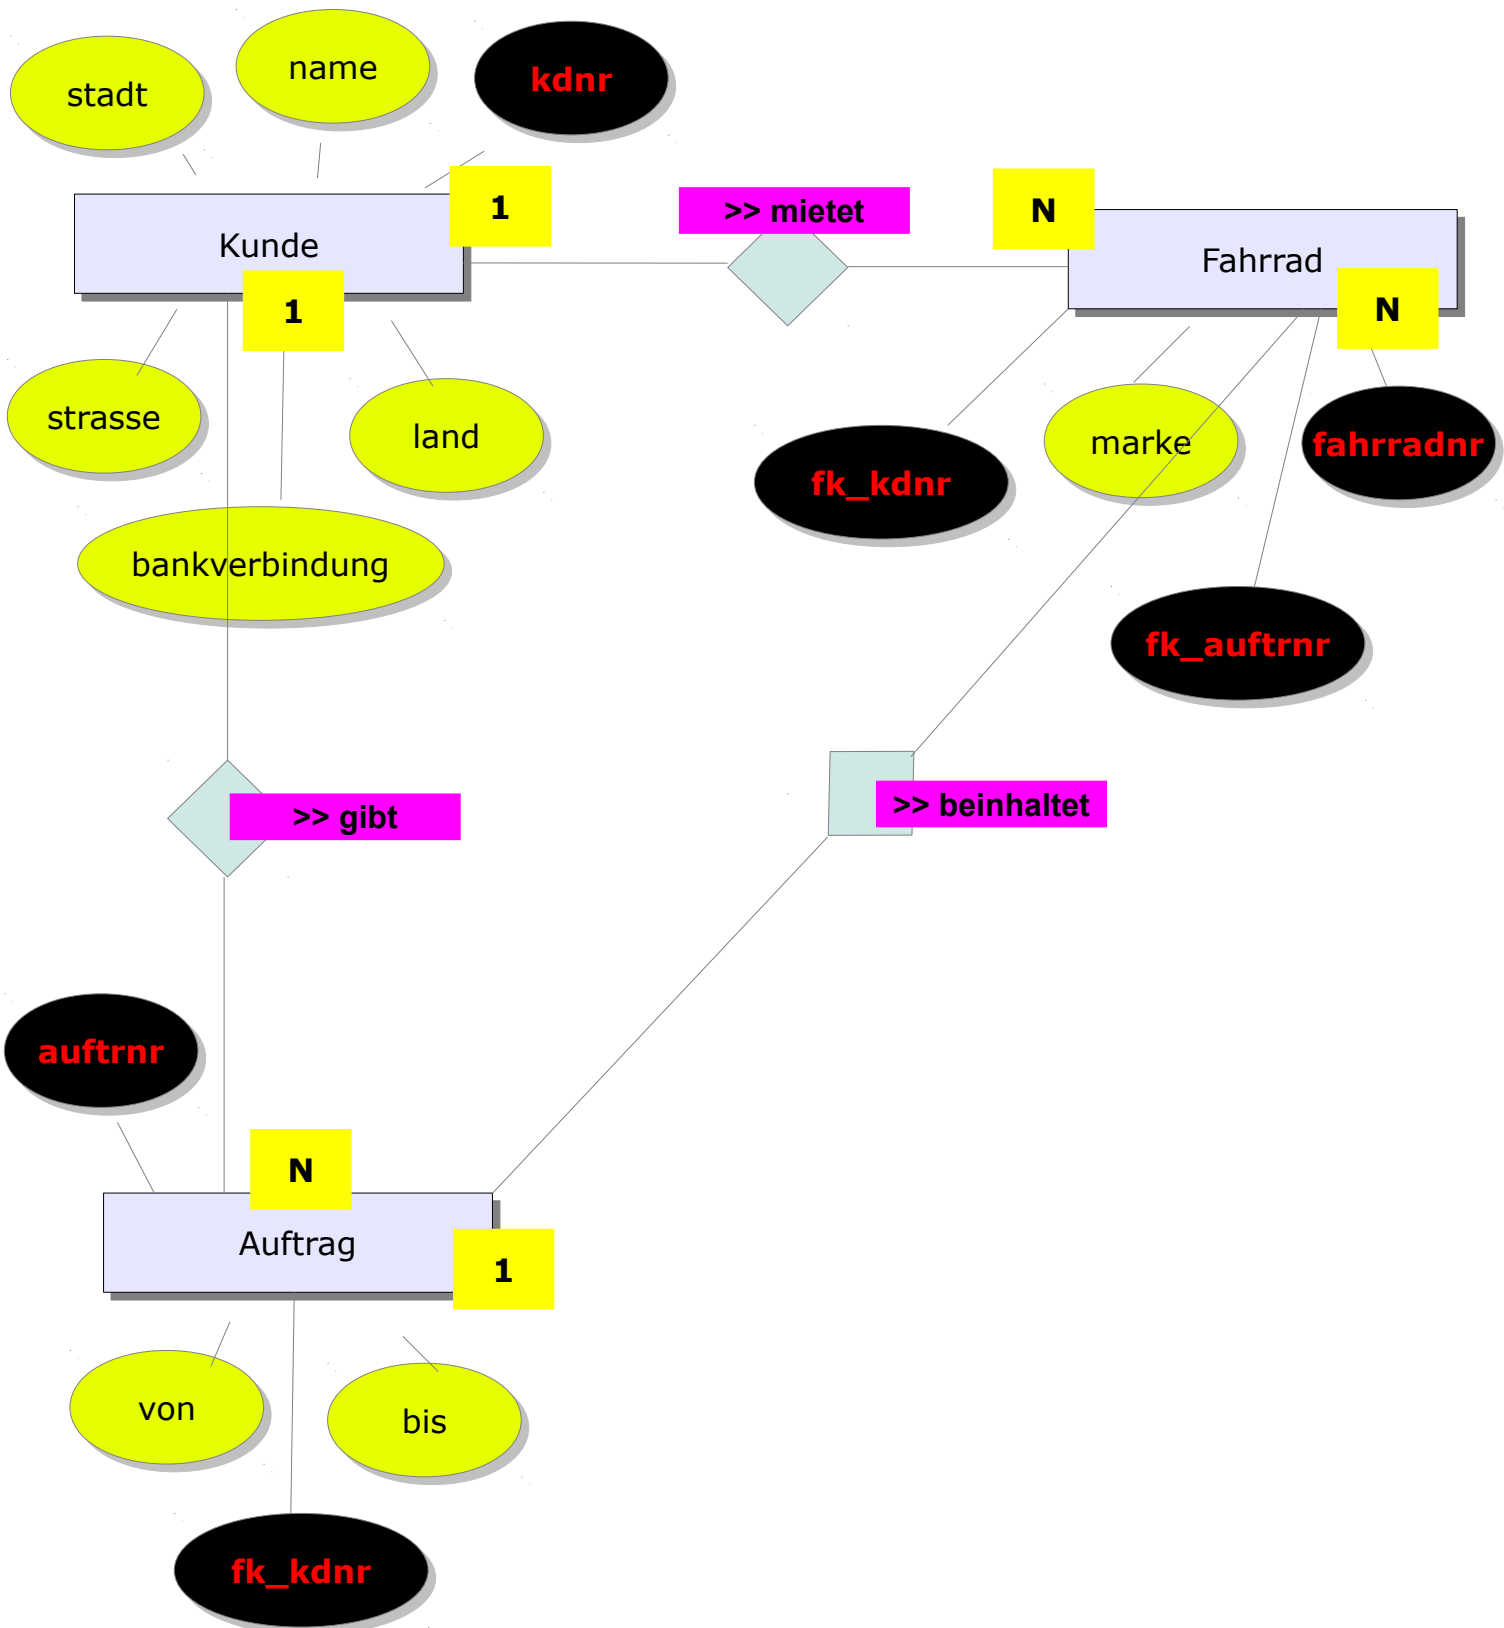 stadt
name
kdnr
1
>> mietet
N
Kunde
Fahrrad
1
N
strasse
land
marke
fahrradnr
fk_kdnr
bankverbindung
fk_auftrnr
>> gibt
>> beinhaltet
auftrnr
N
Auftrag
1
von
bis
fk_kdnr